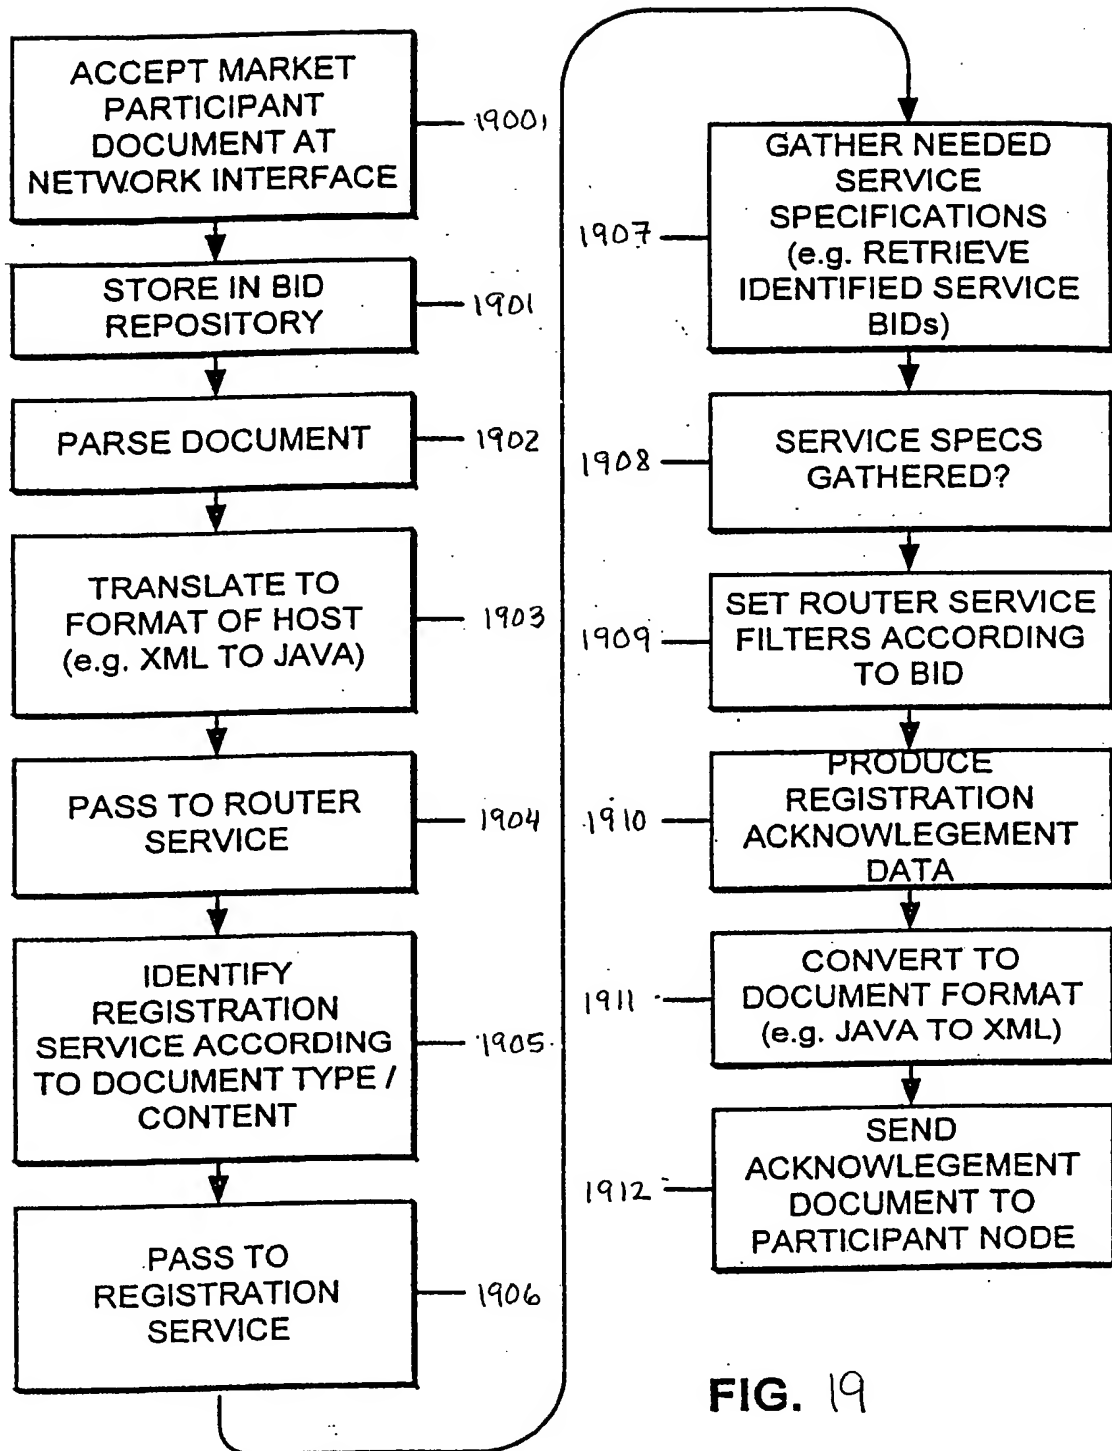 ACCEPT MARKET
PARTICIPANT
DOCUMENT AT
NETWORK INTERFACE
19001
STORE IN BID
REPOSITORY
1901
PARSE DOCUMENT
1902
TRANSLATE TO
FORMAT OF HOST
(e.g. XML TO JAVA)
1903
PASS TO ROUTER
SERVICE
1904
IDENTIFY
REGISTRATION
SERVICE ACCORDING
TO DOCUMENT TYPE /
CONTENT
1905
PASS TO
REGISTRATION
SERVICE
1906
GATHER NEEDED
SERVICE
SPECIFICATIONS
(e.g. RETRIEVE
IDENTIFIED SERVICE
BIDs)
1907
SERVICE SPECS
GATHERED?
1908
SET ROUTER SERVICE
FILTERS ACCORDING
TO BID
1909
PRODUCE
REGISTRATION
ACKNOWLEGEMENT
DATA
1910
CONVERT TO
DOCUMENT FORMAT
(e.g. JAVA TO XML)
1911
SEND
ACKNOWLEGEMENT
DOCUMENT TO
PARTICIPANT NODE
1912
FIG. 19